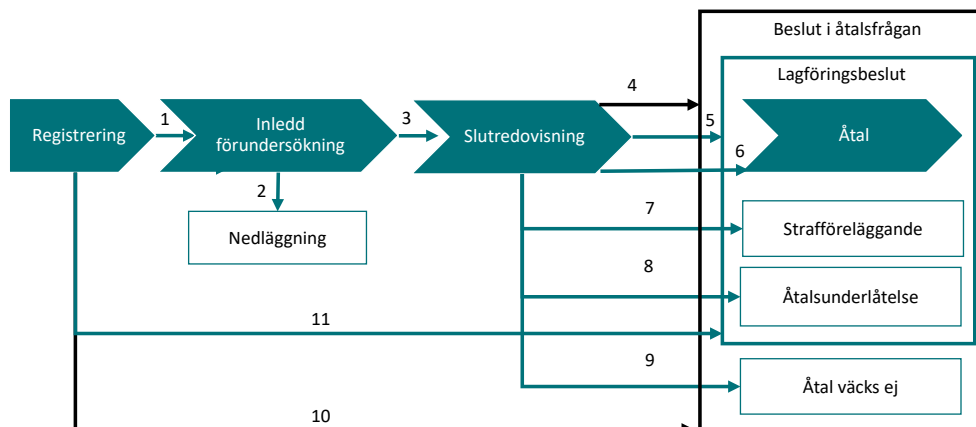 Beslut i åtalsfrågan
Lagföringsbeslut
Registrering
1
Inledd
förundersökning
3
Slutredovisning
4
5
6
Åtal
2
Nedläggning
7
Strafföreläggande
8
Åtalsunderlåtelse
11
9
Åtal väcks ej
10